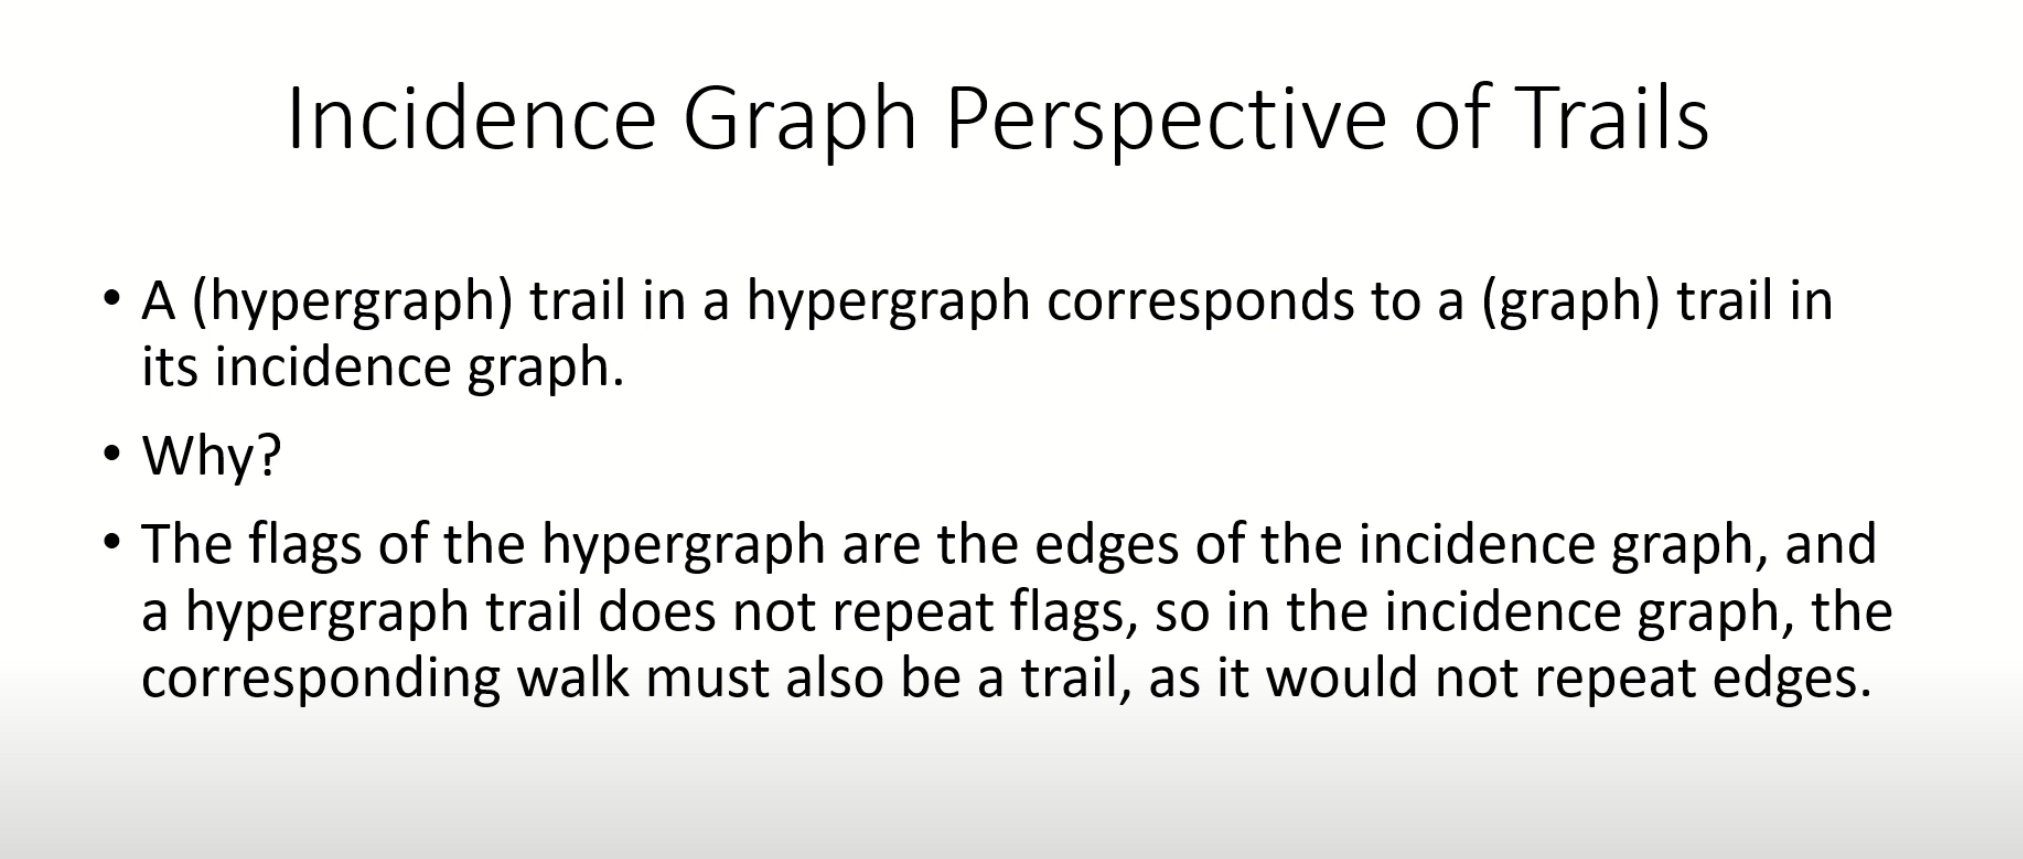 Incidence Graph Perspective of Trails
• A (hypergraph) trail in a hypergraph corresponds to a (graph) trail in
its incidence graph.
• Why?
• The flags of the hypergraph are the edges of the incidence graph, and
a hypergraph trail does not repeat flags, so in the incidence graph, the
corresponding walk must also be a trail, as it would not repeat edges.